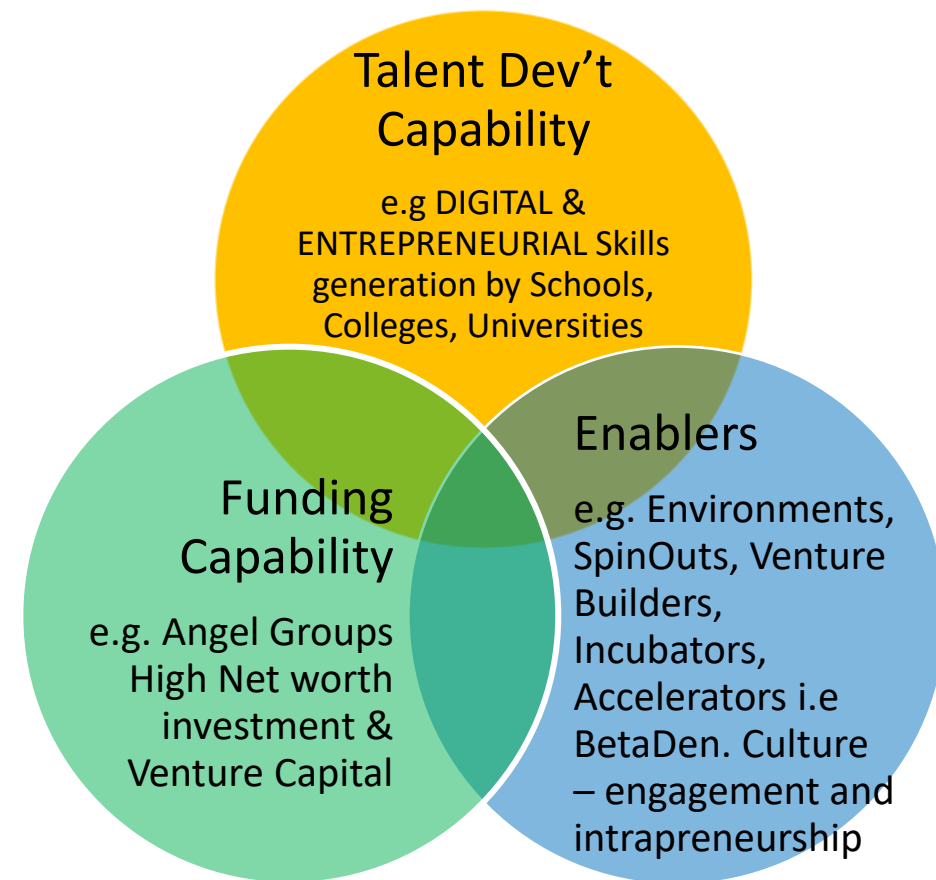 Talent Dev’t
Capability
e.g DIGITAL &
ENTREPRENEURIAL Skills
generation by Schools,
Colleges, Universities
Funding
Capability
e.g. Angel Groups
High Net worth
investment &
Venture Capital
Enablers
e.g. Environments,
SpinOuts, Venture
Builders,
Incubators,
Accelerators i.e
BetaDen. Culture
– engagement and
intrapreneurship